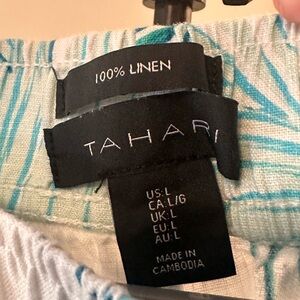 100% LINEN
TAHARI
US:L
CA:L/G
UK:L
EU:L
AU:L
MADE IN
CAMBODIA